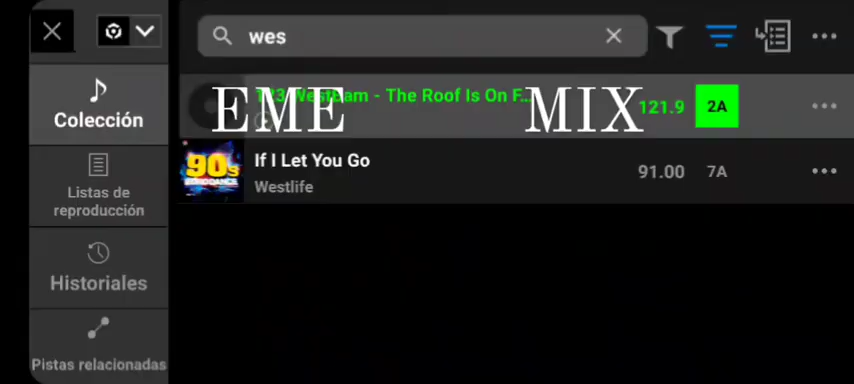 wes
Colección
Listas de
reproducción
Historiales
Pistas relacionadas
123 WestBam - The Roof Is On F...
121.9
2A
EME MIX
90s
If I Let You Go
Westlife
91.00
7A